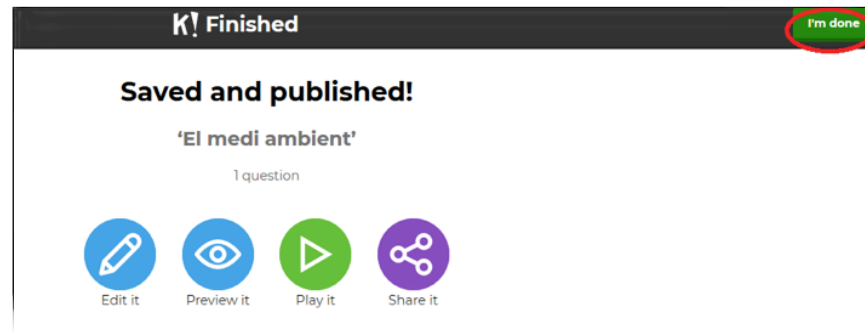 K! Finished
I'm done
Saved and published!
‘El medi ambient’
1 question
Edit it Preview it Play it Share it